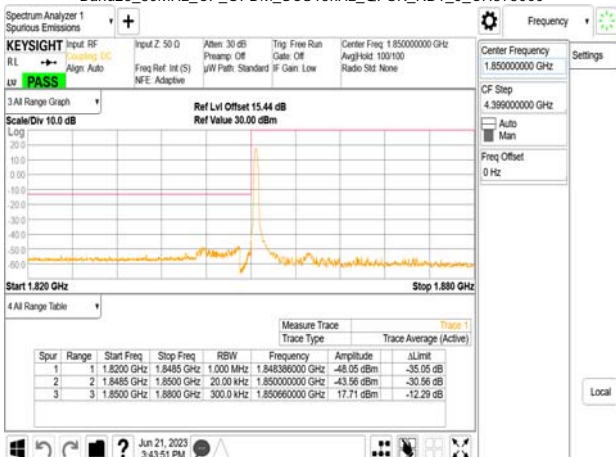 Spectrum Analyzer 1
Spurious Emissions
+
Frequency
KEYSIGHT Input: RF Input Z: 50 Ω Atten: 30 dB Trig: Free Run Center Freq: 1.850000000 GHz
RL Coupling: DC Preamp: Off Gate: Off Avg|Hold: 100/100
Align: Auto Freq Ref: Int (S) µW Path: Standard IF Gain: Low Radio Std: None
NFE: Adaptive
PASS
Center Frequency
1.850000000 GHz
Settings
CF Step
4.399000000 GHz
Auto
Man
Freq Offset
0 Hz
Local
3 All Range Graph
Ref Lvl Offset 15.44 dB
Scale/Div 10.0 dB Ref Value 30.00 dBm
Log
20.0
10.0
0.00
-10.0
-20.0
-30.0
-40.0
-50.0
-60.0
Start 1.820 GHz Stop 1.880 GHz
4 All Range Table
Measure Trace Trace 1
Trace Type Trace Average (Active)
Spur Range Start Freq Stop Freq RBW Frequency Amplitude ΔLimit
1 1 1.8200 GHz 1.8485 GHz 1.000 MHz 1.848386000 GHz -48.05 dBm -35.05 dB
2 2 1.8485 GHz 1.8500 GHz 20.00 kHz 1.850000000 GHz -43.56 dBm -30.56 dB
3 3 1.8500 GHz 1.8800 GHz 300.0 kHz 1.850660000 GHz 17.71 dBm -12.29 dB
?
Jun 21, 2023
3:43:51 PM